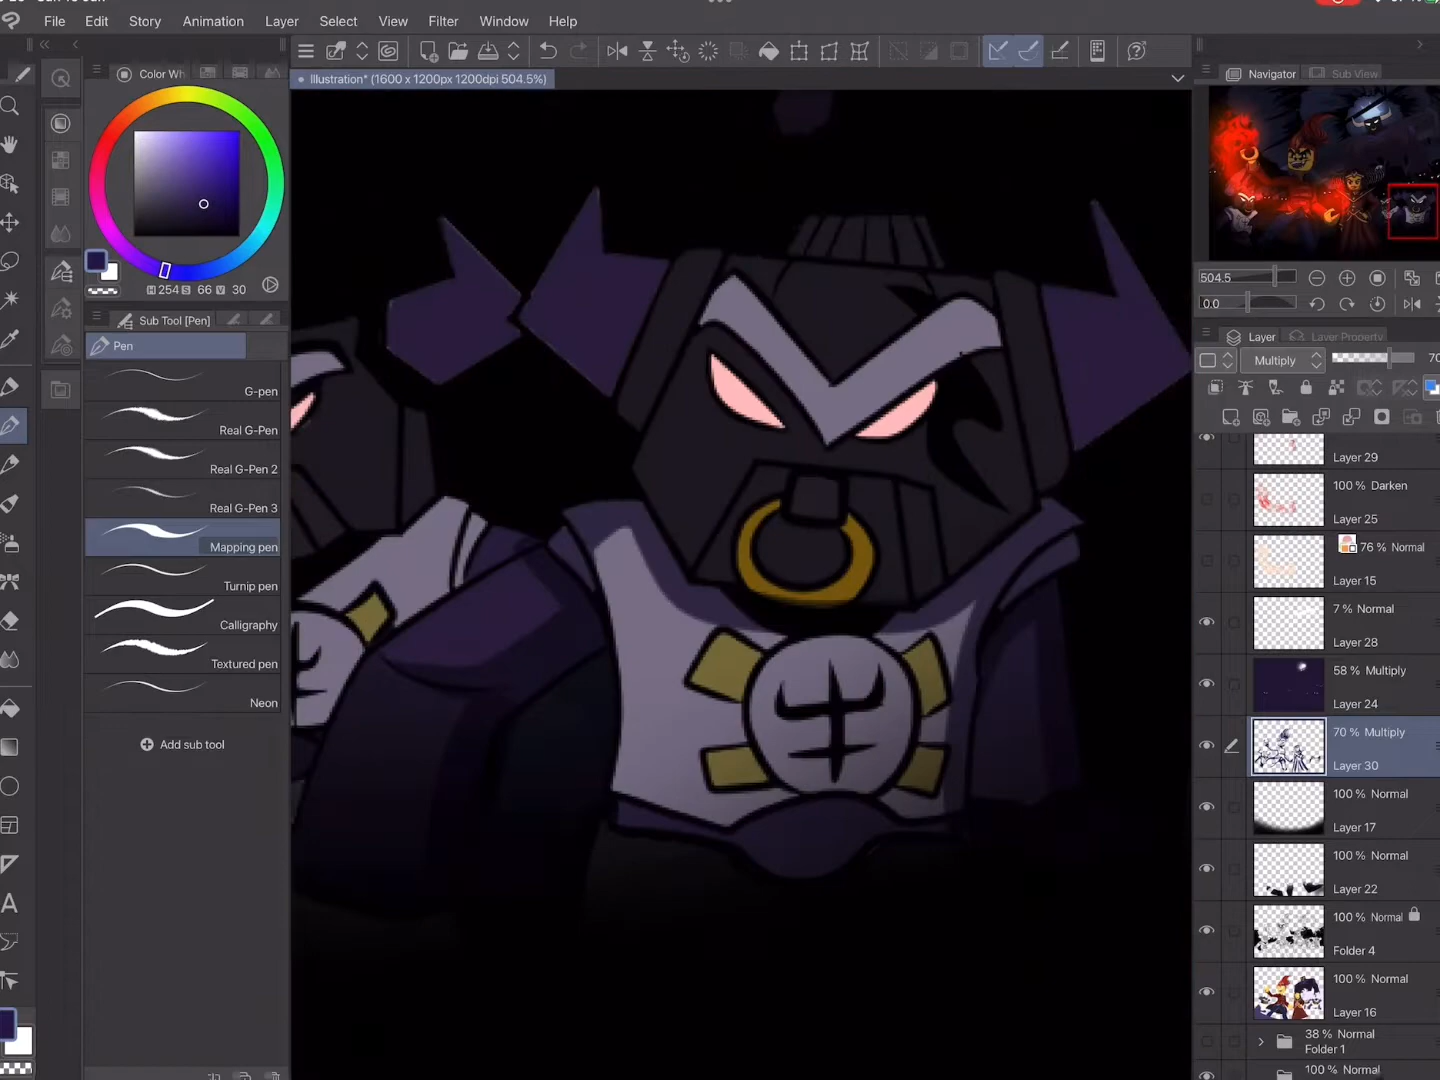 File Edit Story Animation Layer Select View Filter Window Help
Illustration* (1600 x 1200px 1200dpi 504.5%)
Color Wh
H 254 S 66 V 30
Sub Tool [Pen]
Pen
G-pen
Real G-Pen
Real G-Pen 2
Real G-Pen 3
Mapping pen
Turnip pen
Calligraphy
Textured pen
Neon
Add sub tool
Navigator Sub View
504.5
0.0
Layer Layer Property
Multiply 70
Layer 29
100 % Darken
Layer 25
76 % Normal
Layer 15
7 % Normal
Layer 28
58 % Multiply
Layer 24
70 % Multiply
Layer 30
100 % Normal
Layer 17
100 % Normal
Layer 22
100 % Normal
Folder 4
100 % Normal
Layer 16
38 % Normal
Folder 1
100 % Normal